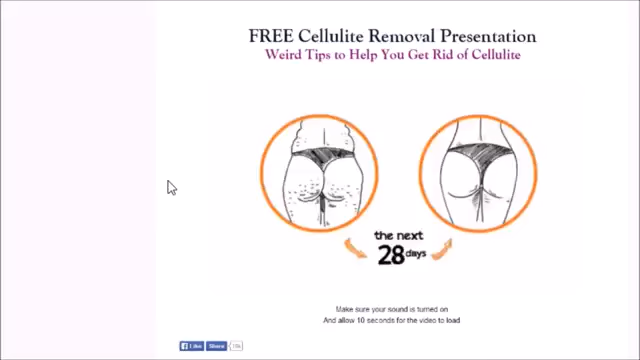 FREE Cellulite Removal Presentation
Weird Tips to Help You Get Rid of Cellulite
the next
28 days
Make sure your sound is turned on
And allow 10 seconds for the video to load
Like Share